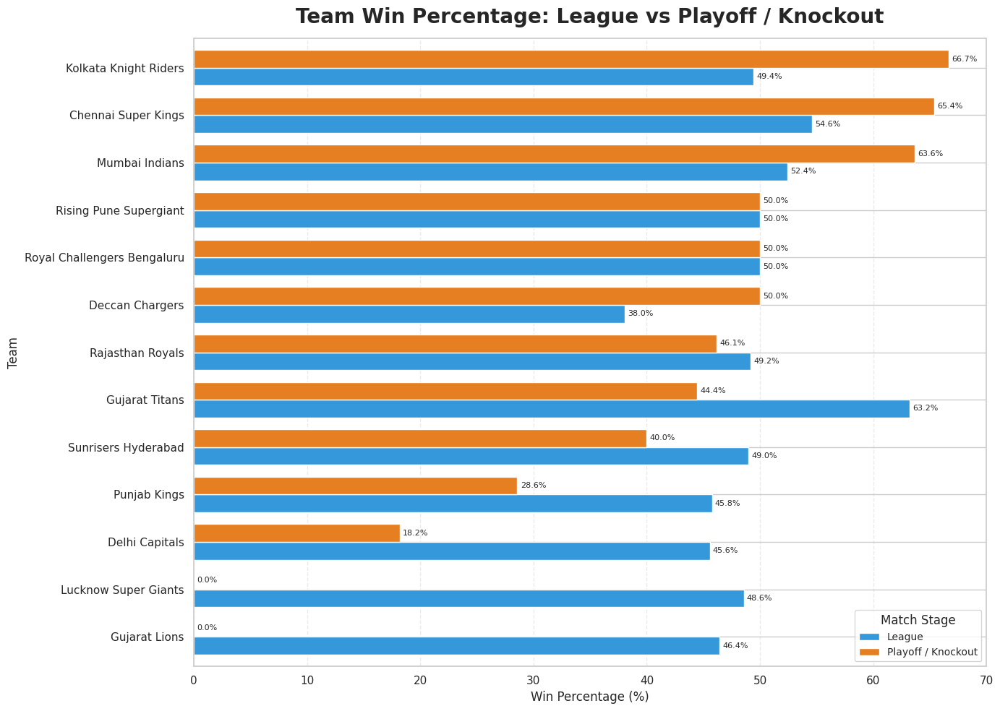 Team Win Percentage: League vs Playoff / Knockout
Kolkata Knight Riders
66.7%
49.4%
Chennai Super Kings
65.4%
54.6%
Mumbai Indians
63.6%
52.4%
Rising Pune Supergiant
50.0%
50.0%
Royal Challengers Bengaluru
50.0%
50.0%
Deccan Chargers
50.0%
38.0%
Rajasthan Royals
46.1%
49.2%
Gujarat Titans
44.4%
63.2%
Sunrisers Hyderabad
40.0%
49.0%
Punjab Kings
28.6%
45.8%
Delhi Capitals
18.2%
45.6%
Lucknow Super Giants
0.0%
48.6%
Gujarat Lions
0.0%
46.4%
Team
Match Stage
League
Playoff / Knockout
0 10 20 30 40 50 60 70
Win Percentage (%)